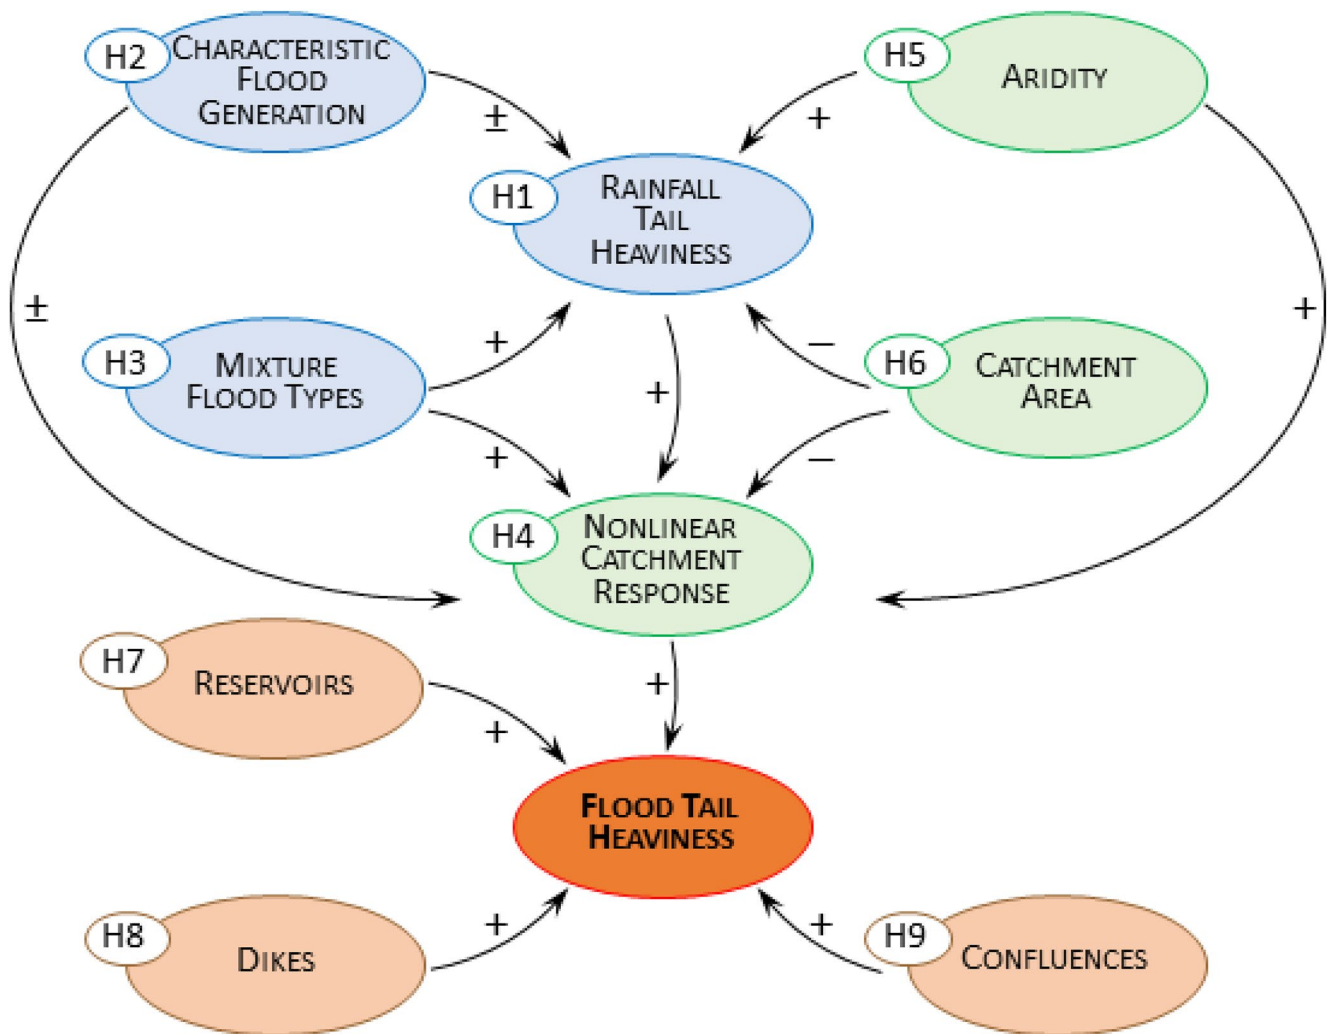 H2
CHARACTERISTIC
FLOOD
GENERATION
H5
ARIDITY
±
+
H1
RAINFALL
TAIL
HEAVINESS
±
+
H3
MIXTURE
FLOOD TYPES
+
–
H6
CATCHMENT
AREA
+
+
–
H4
NONLINEAR
CATCHMENT
RESPONSE
H7
RESERVOIRS
+
+
FLOOD TAIL
HEAVINESS
H8
DIKES
+
+
H9
CONFLUENCES